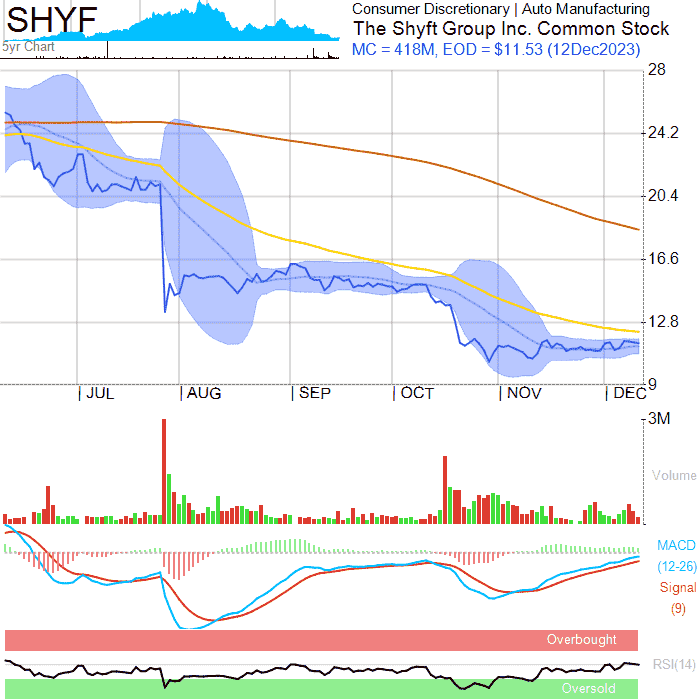 SHYF
5yr Chart
Consumer Discretionary | Auto Manufacturing
The Shyft Group Inc. Common Stock
MC = 418M, EOD = $11.53 (12Dec2023)
28
24.2
20.4
16.6
12.8
9
JUL AUG SEP OCT NOV DEC
3M
Volume
MACD
(12-26)
Signal
(9)
Overbought
RSI(14)
Oversold